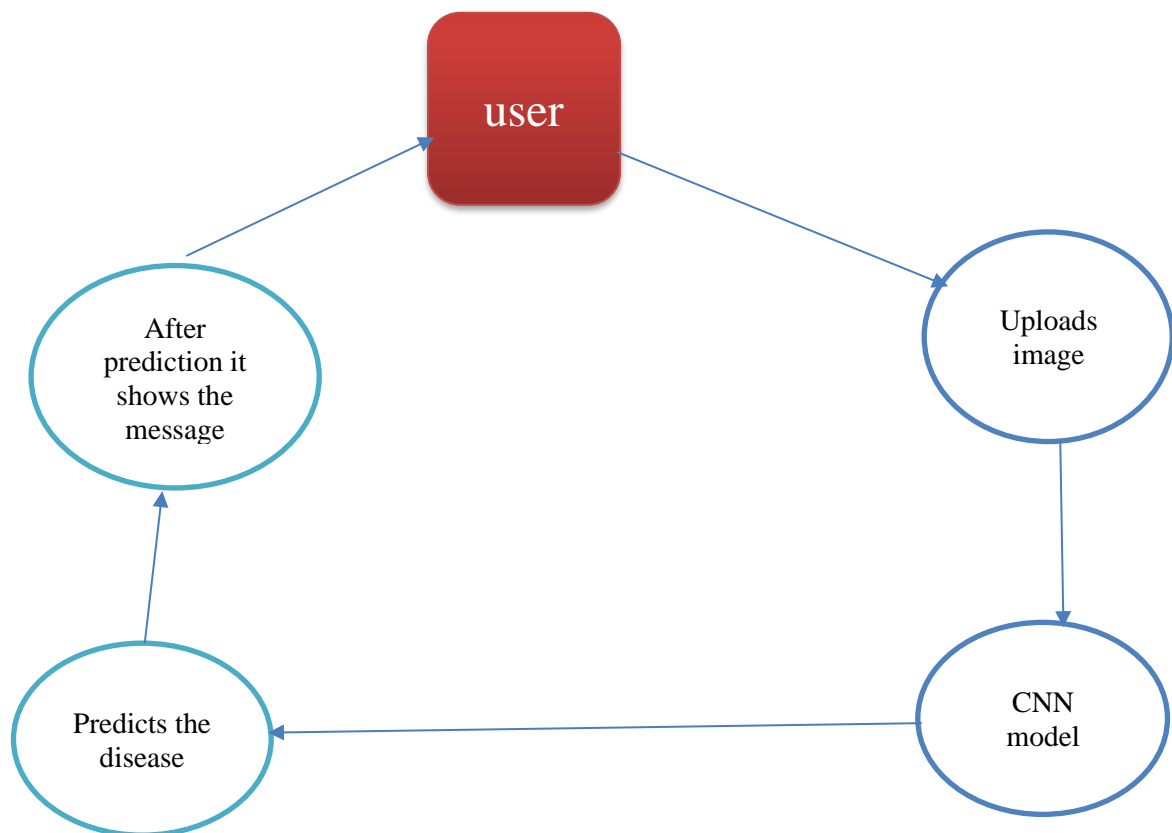 user
Uploads
image
CNN
model
Predicts the
disease
After
prediction it
shows the
message